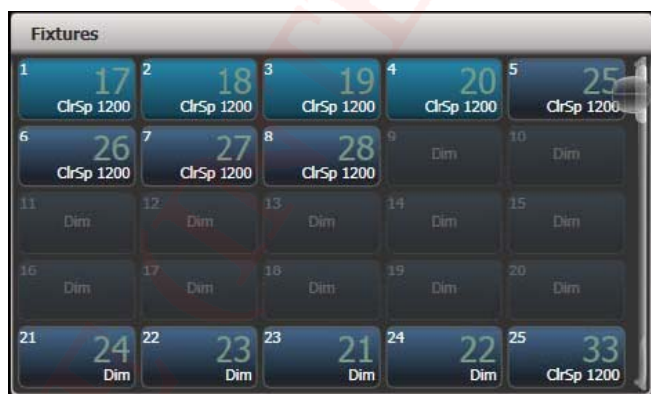 Fixtures
1 17 2 18 3 19 4 20 5 25
ClrSp 1200 ClrSp 1200 ClrSp 1200 ClrSp 1200 ClrSp 1200
6 26 7 27 8 28 9 10
ClrSp 1200 ClrSp 1200 ClrSp 1200 Dim Dim
11 12 13 14 15
Dim Dim Dim Dim Dim
16 17 18 19 20
Dim Dim Dim Dim Dim
21 24 22 23 23 21 24 22 25 33
Dim Dim Dim Dim ClrSp 1200